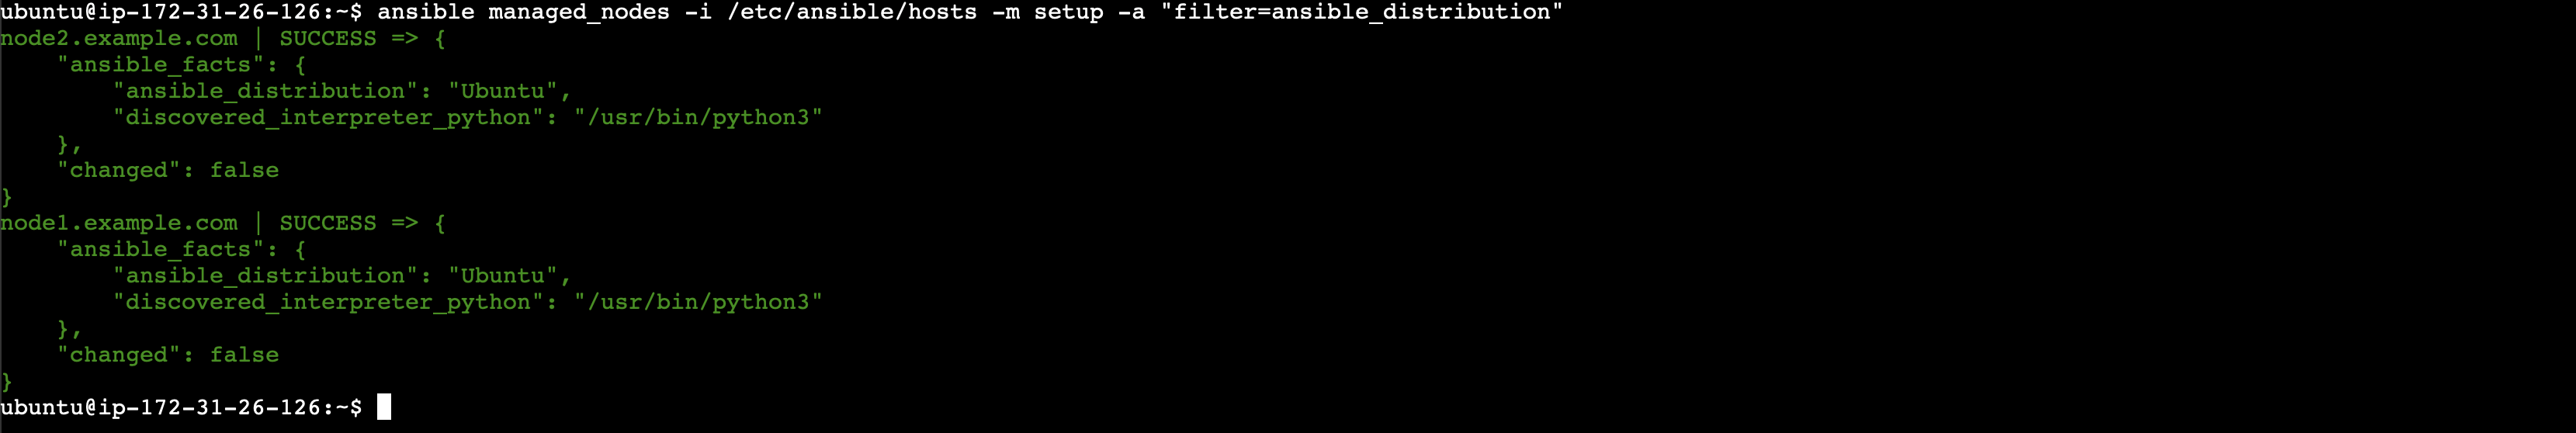 ubuntu@ip-172-31-26-126:~$ ansible managed_nodes -i /etc/ansible/hosts -m setup -a "filter=ansible_distribution"
node2.example.com | SUCCESS => {
    "ansible_facts": {
        "ansible_distribution": "Ubuntu",
        "discovered_interpreter_python": "/usr/bin/python3"
    },
    "changed": false
}
node1.example.com | SUCCESS => {
    "ansible_facts": {
        "ansible_distribution": "Ubuntu",
        "discovered_interpreter_python": "/usr/bin/python3"
    },
    "changed": false
}
ubuntu@ip-172-31-26-126:~$